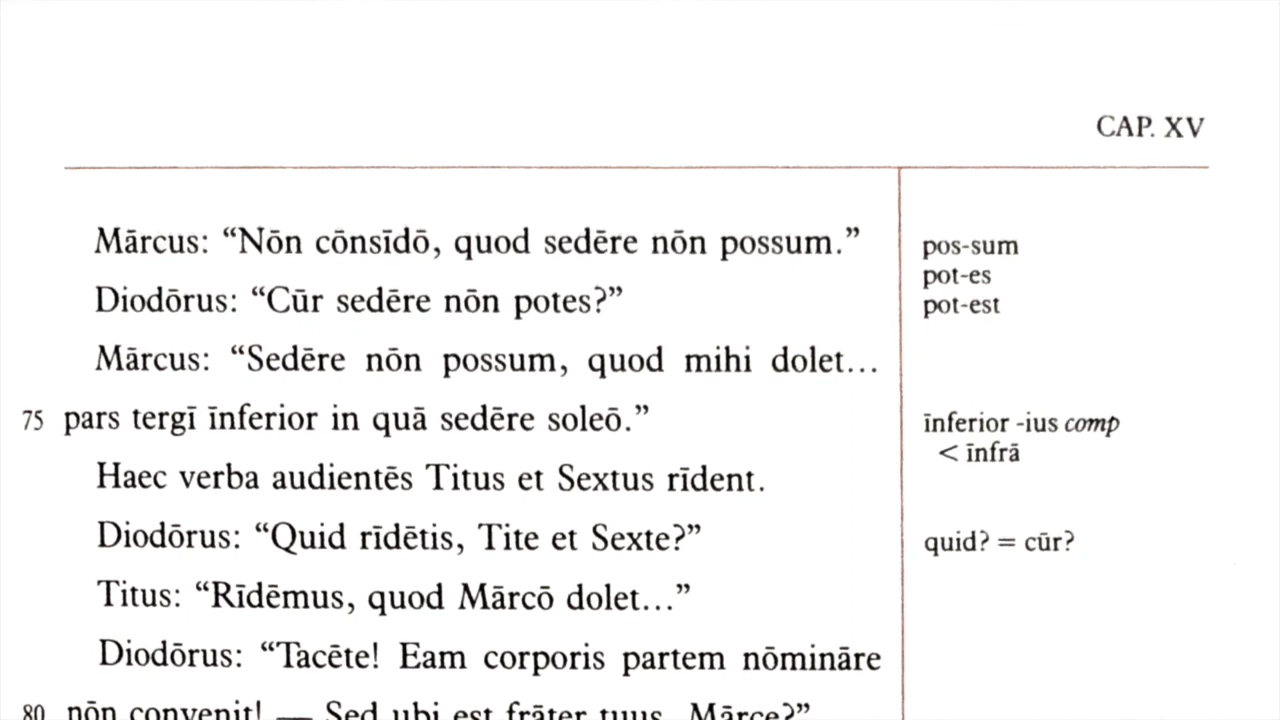 CAP. XV
Mārcus: “Nōn cōnsīdō, quod sedēre nōn possum.”
pos-sum
Diodōrus: “Cūr sedēre nōn potes?”
pot-es
pot-est
Mārcus: “Sedēre nōn possum, quod mihi dolet...
75 pars tergī īnferior in quā sedēre soleō.”
īnferior -ius comp
< īnfrā
Haec verba audientēs Titus et Sextus rīdent.
Diodōrus: “Quid rīdētis, Tite et Sexte?”
quid? = cūr?
Titus: “Rīdēmus, quod Mārcō dolet...”
Diodōrus: “Tacēte! Eam corporis partem nōmināre
80 nōn convenit! — Sed ubi est frāter tuus, Mārce?”